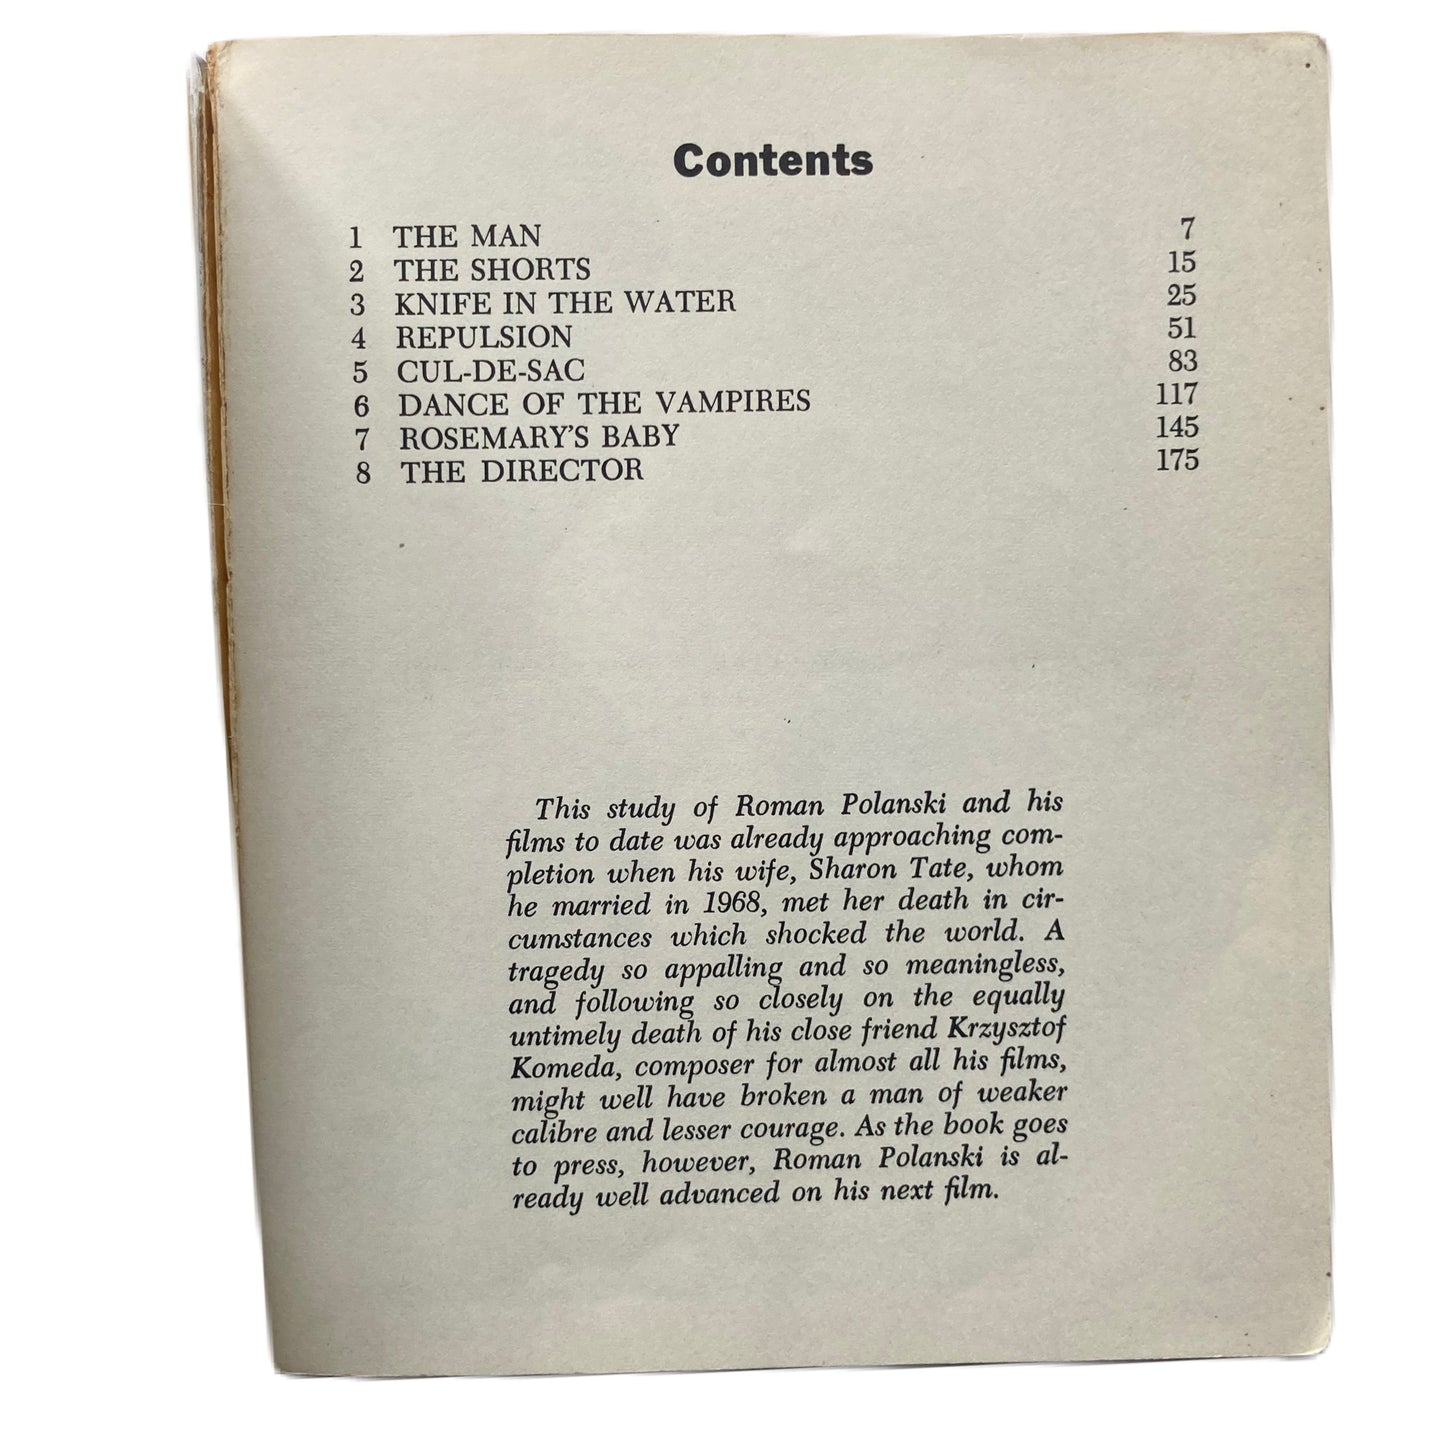 Contents
1 THE MAN 7
2 THE SHORTS 15
3 KNIFE IN THE WATER 25
4 REPULSION 51
5 CUL-DE-SAC 83
6 DANCE OF THE VAMPIRES 117
7 ROSEMARY'S BABY 145
8 THE DIRECTOR 175
This study of Roman Polanski and his
films to date was already approaching com-
pletion when his wife, Sharon Tate, whom
he married in 1968, met her death in cir-
cumstances which shocked the world. A
tragedy so appalling and so meaningless,
and following so closely on the equally
untimely death of his close friend Krzysztof
Komeda, composer for almost all his films,
might well have broken a man of weaker
calibre and lesser courage. As the book goes
to press, however, Roman Polanski is al-
ready well advanced on his next film.